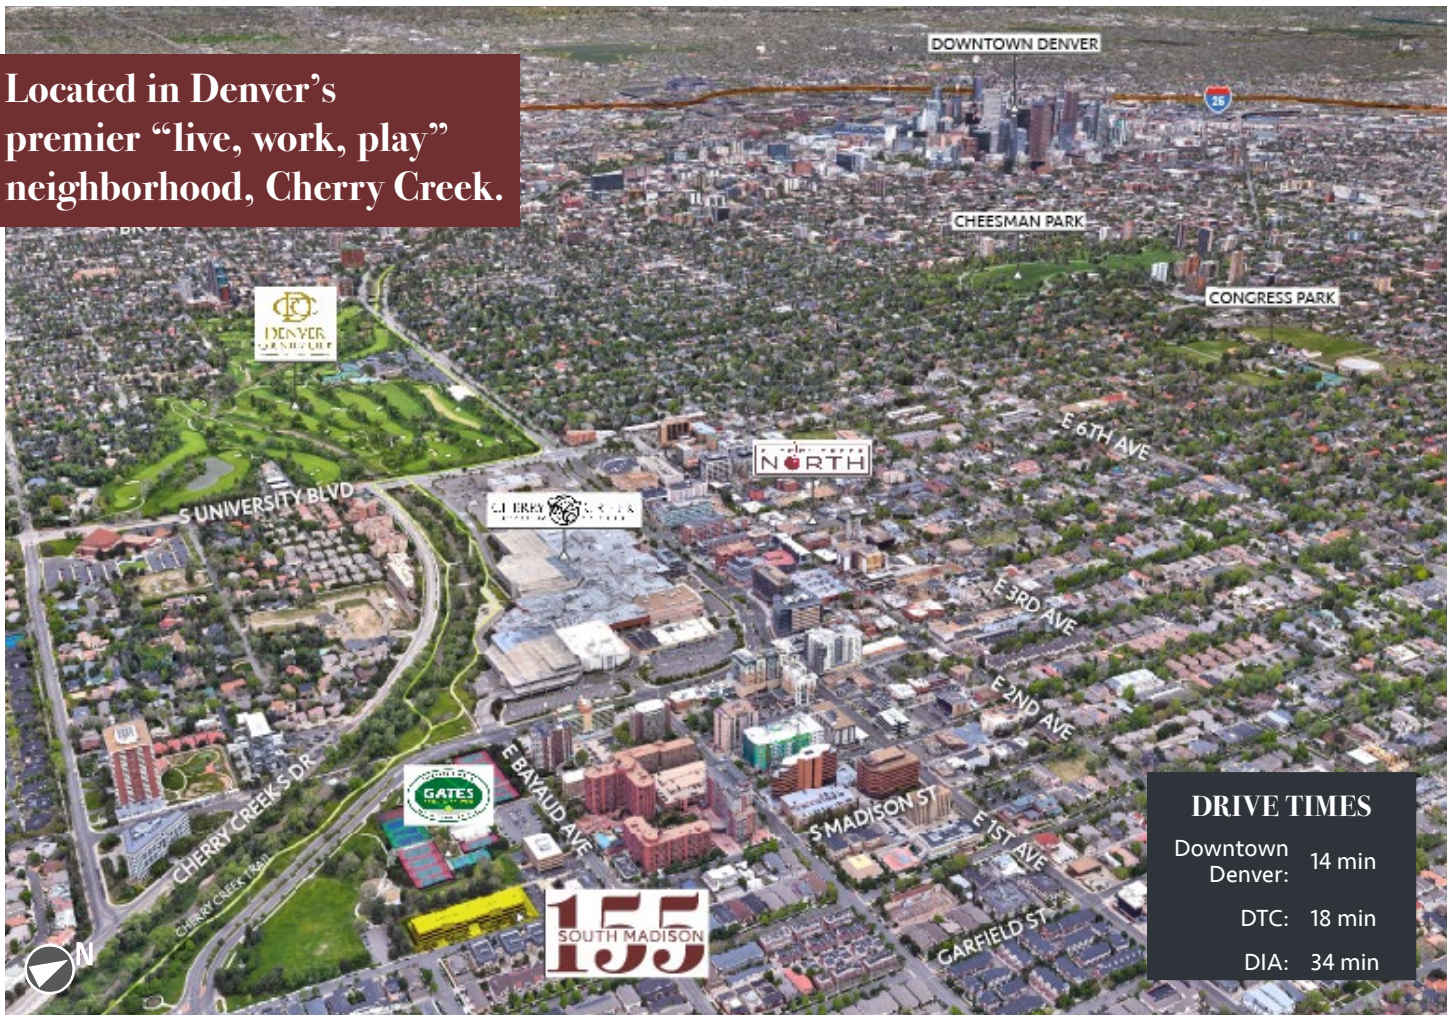 Located in Denver’s
premier “live, work, play”
neighborhood, Cherry Creek.
DOWNTOWN DENVER
25
CHEESMAN PARK
CONGRESS PARK
DENVER
E 6TH AVE
NORTH
S UNIVERSITY BLVD
CHERRY CREEK
E 3RD AVE
E 2ND AVE
E BAYAUD AVE
GATES
CHERRY CREEK S DR
CHERRY CREEK TRAIL
S MADISON ST
E 1ST AVE
GARFIELD ST
155
SOUTH MADISON
N
DRIVE TIMES
Downtown
Denver: 14 min
DTC: 18 min
DIA: 34 min